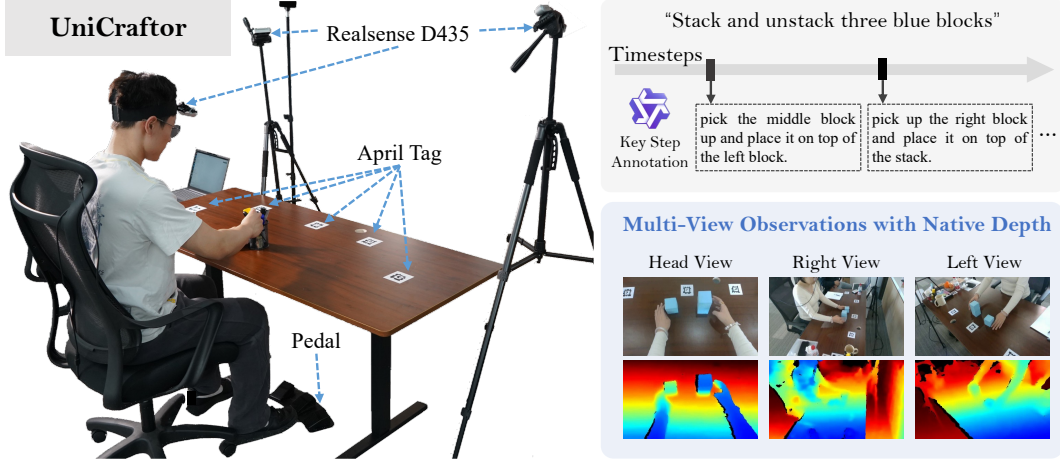 UniCraftor
Realsense D435
April Tag
Pedal
“Stack and unstack three blue blocks”
Timesteps
Key Step
Annotation
pick the middle block
up and place it on top of
the left block.
pick up the right block
and place it on top of
the stack.
...
Multi-View Observations with Native Depth
Head View
Right View
Left View